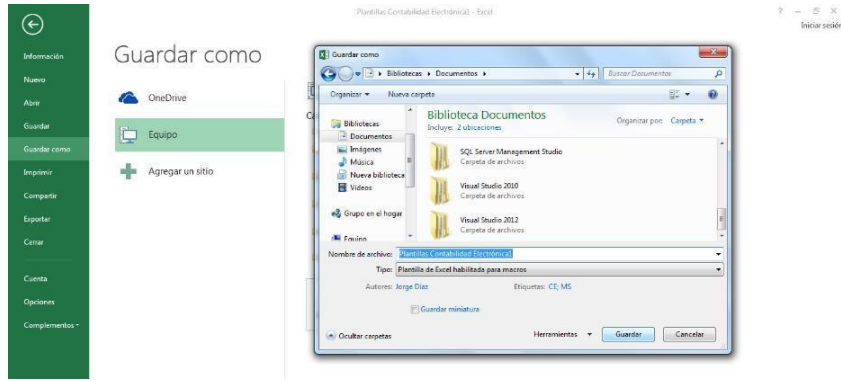 Plantillas Contabilidad Electrónica1 - Excel
?
Iniciar sesión
Información
Nuevo
Abrir
Guardar
Guardar como
Imprimir
Compartir
Exportar
Cerrar
Cuenta
Opciones
Complementos
Guardar como
OneDrive
Equipo
Agregar un sitio
Guardar como
Bibliotecas Documentos
Buscar Documentos
Organizar
Nueva carpeta
Bibliotecas
Documentos
Imágenes
Música
Nueva biblioteca
Vídeos
Grupo en el hogar
Equipo
Biblioteca Documentos
Incluye: 2 ubicaciones
Organizar por: Carpeta
SQL Server Management Studio
Carpeta de archivos
Visual Studio 2010
Carpeta de archivos
Visual Studio 2012
Carpeta de archivos
Nombre de archivo: Plantillas Contabilidad Electrónica1
Tipo: Plantilla de Excel habilitada para macros
Autores: Jorge Díaz
Etiquetas: CE; MS
Guardar miniatura
Ocultar carpetas
Herramientas
Guardar
Cancelar